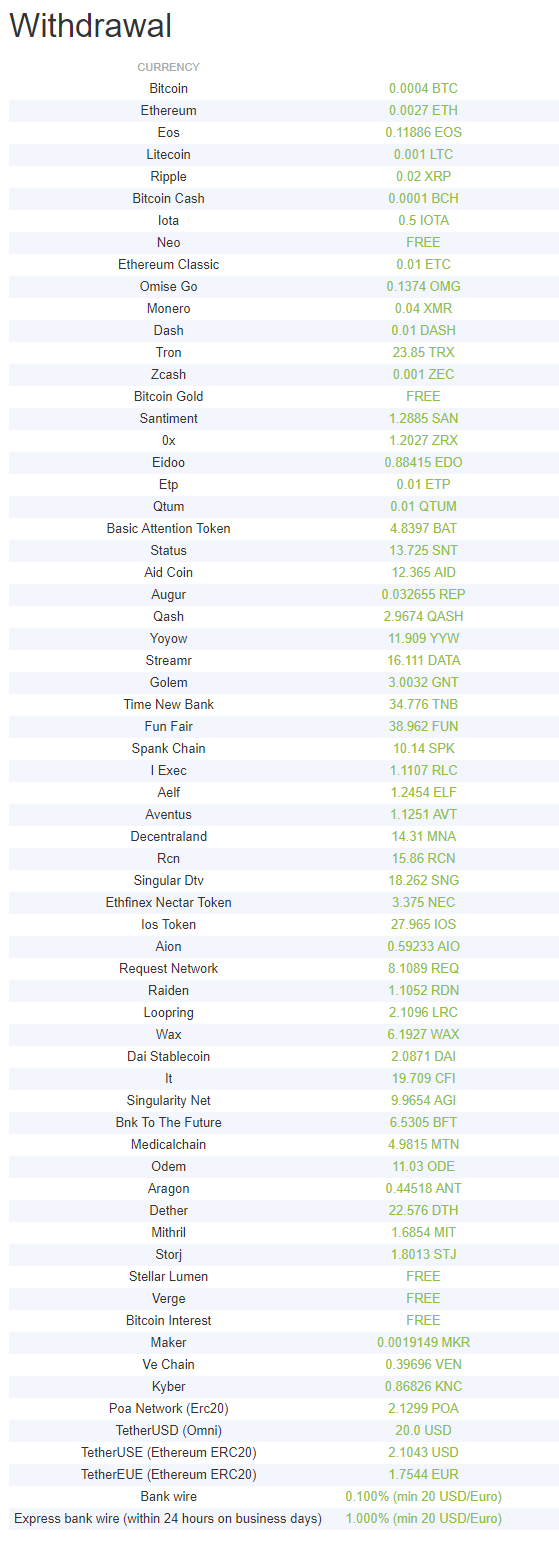 Withdrawal
CURRENCY
Bitcoin 0.0004 BTC
Ethereum 0.0027 ETH
Eos 0.11886 EOS
Litecoin 0.001 LTC
Ripple 0.02 XRP
Bitcoin Cash 0.0001 BCH
Iota 0.5 IOTA
Neo FREE
Ethereum Classic 0.01 ETC
Omise Go 0.1374 OMG
Monero 0.04 XMR
Dash 0.01 DASH
Tron 23.85 TRX
Zcash 0.001 ZEC
Bitcoin Gold FREE
Santiment 1.2885 SAN
0x 1.2027 ZRX
Eidoo 0.88415 EDO
Etp 0.01 ETP
Qtum 0.01 QTUM
Basic Attention Token 4.8397 BAT
Status 13.725 SNT
Aid Coin 12.365 AID
Augur 0.032655 REP
Qash 2.9674 QASH
Yoyow 11.909 YYW
Streamr 16.111 DATA
Golem 3.0032 GNT
Time New Bank 34.776 TNB
Fun Fair 38.962 FUN
Spank Chain 10.14 SPK
I Exec 1.1107 RLC
Aelf 1.2454 ELF
Aventus 1.1251 AVT
Decentraland 14.31 MNA
Rcn 15.86 RCN
Singular Dtv 18.262 SNG
Ethfinex Nectar Token 3.375 NEC
Ios Token 27.965 IOS
Aion 0.59233 AIO
Request Network 8.1089 REQ
Raiden 1.1052 RDN
Loopring 2.1096 LRC
Wax 6.1927 WAX
Dai Stablecoin 2.0871 DAI
It 19.709 CFI
Singularity Net 9.9654 AGI
Bnk To The Future 6.5305 BFT
Medicalchain 4.9815 MTN
Odem 11.03 ODE
Aragon 0.44518 ANT
Dether 22.576 DTH
Mithril 1.6854 MIT
Storj 1.8013 STJ
Stellar Lumen FREE
Verge FREE
Bitcoin Interest FREE
Maker 0.0019149 MKR
Ve Chain 0.39696 VEN
Kyber 0.86826 KNC
Poa Network (Erc20) 2.1299 POA
TetherUSD (Omni) 20.0 USD
TetherUSE (Ethereum ERC20) 2.1043 USD
TetherEUE (Ethereum ERC20) 1.7544 EUR
Bank wire 0.100% (min 20 USD/Euro)
Express bank wire (within 24 hours on business days) 1.000% (min 20 USD/Euro)